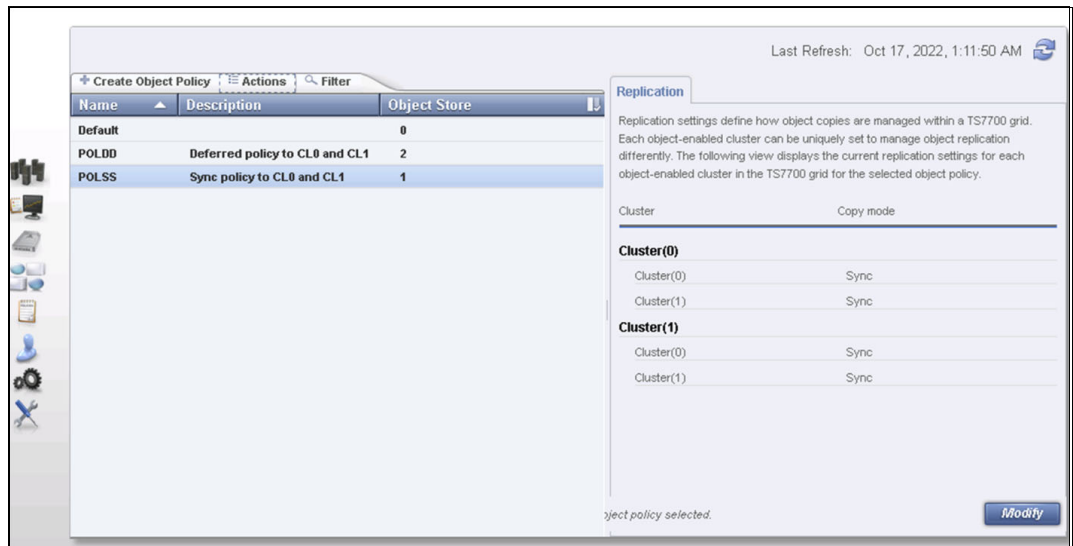 Last Refresh: Oct 17, 2022, 1:11:50 AM
Create Object Policy Actions Filter
Name Description Object Store
Default 0
POLDD Deferred policy to CL0 and CL1 2
POLSS Sync policy to CL0 and CL1 1
Replication
Replication settings define how object copies are managed within a TS7700 grid.
Each object-enabled cluster can be uniquely set to manage object replication
differently. The following view displays the current replication settings for each
object-enabled cluster in the TS7700 grid for the selected object policy.
Cluster Copy mode
Cluster(0)
Cluster(0) Sync
Cluster(1) Sync
Cluster(1)
Cluster(0) Sync
Cluster(1) Sync
policy selected.
Modify